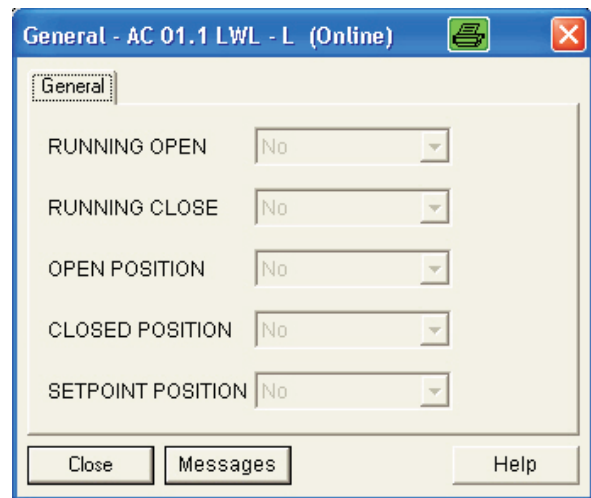 General - AC 01.1 LWL - L (Online)
General
RUNNING OPEN No
RUNNING CLOSE No
OPEN POSITION No
CLOSED POSITION No
SETPOINT POSITION No
Close Messages Help